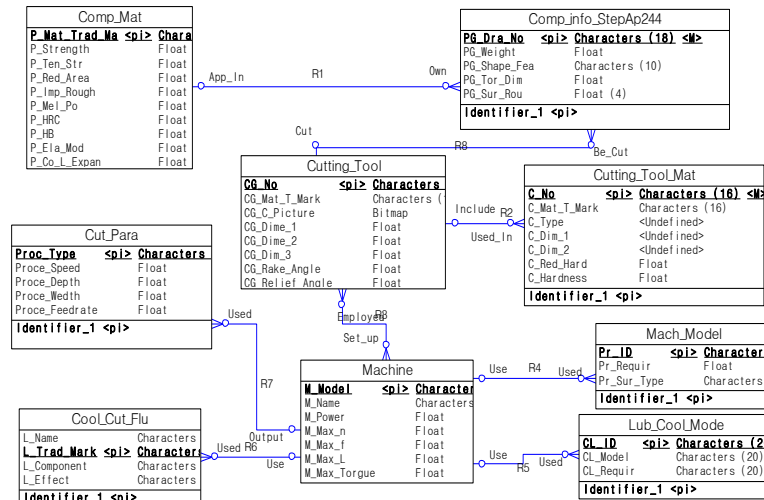 Comp_Mat
P_Mat_Trad_Ma <pi> Chara
P_Strength Float
P_Ten_Str Float
P_Red_Area Float
P_Imp_Rough Float
P_Mel_Po Float
P_HRC Float
P_HB Float
P_Ela_Mod Float
P_Co_L_Expan Float
App_In
R1
Own
Comp_info_StepAp244
PG_Dra_No <pi> Characters (18) <M>
PG_Weight Float
PG_Shape_Fea Characters (10)
PG_Tor_Dim Float
PG_Sur_Rou Float (4)
Identifier_1 <pi>
Cut
R8
Be_Cut
Cutting_Tool
CG_No <pi> Characters
CG_Mat_T_Mark Characters (
CG_C_Picture Bitmap
CG_Dime_1 Float
CG_Dime_2 Float
CG_Dim_3 Float
CG_Rake_Angle Float
CG_Relief_Angle Float
Include
R2
Used_In
Cutting_Tool_Mat
C_No <pi> Characters (16) <M>
C_Mat_T_Mark Characters (16)
C_Type <Undefined>
C_Dim_1 <Undefined>
C_Dim_2 <Undefined>
C_Red_Hard Float
C_Hardness Float
Identifier_1 <pi>
Cut_Para
Proc_Type <pi> Characters
Proce_Speed Float
Proce_Depth Float
Proce_Wedth Float
Proce_Feedrate Float
Identifier_1 <pi>
Used
R7
Output
Employed
R3
Set_up
Machine
M_Model <pi> Character
M_Name Characters
M_Power Float
M_Max_n Float
M_Max_f Float
M_Max_L Float
M_Max_Torgue Float
Use
R4
Used
Mach_Model
Pr_ID <pi> Character
Pr_Requir Float
Pr_Sur_Type Characters
Identifier_1 <pi>
Cool_Cut_Flu
L_Name Characters
L_Trad_Mark <pi> Characters
L_Component Characters
L_Effect Characters
Identifier_1 <pi>
Used
R6
Use
Use
R5
Used
Lub_Cool_Mode
CL_ID <pi> Characters (2
CL_Model Characters (20)
CL_Requir Characters (20)
Identifier_1 <pi>